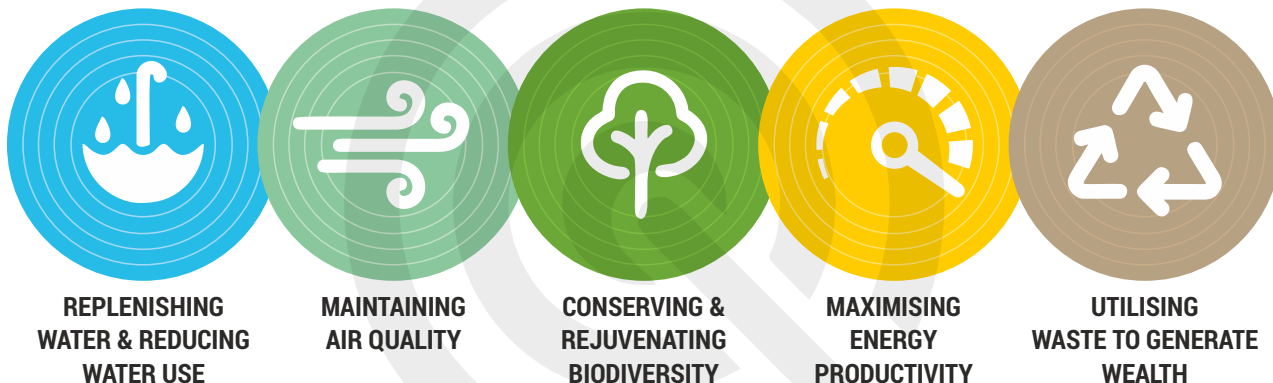 REPLENISHING
WATER & REDUCING
WATER USE
MAINTAINING
AIR QUALITY
CONSERVING &
REJUVENATING
BIODIVERSITY
MAXIMISING
ENERGY
PRODUCTIVITY
UTILISING
WASTE TO GENERATE
WEALTH